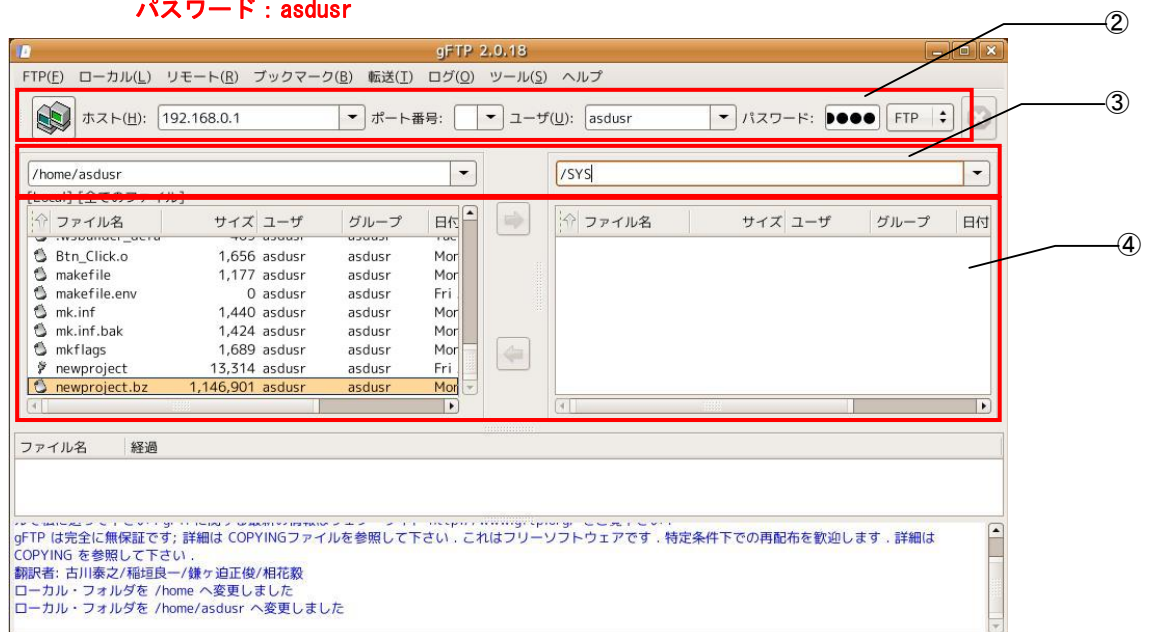 パスワード：asdusr
②
gFTP 2.0.18
FTP(F) ローカル(L) リモート(R) ブックマーク(B) 転送(T) ログ(O) ツール(S) ヘルプ
ホスト(H): 192.168.0.1 ポート番号: ユーザ(U): asdusr パスワード: ●●●● FTP
③
/home/asdusr /SYS
[Local] [全てのファイル]
ファイル名 サイズ ユーザ グループ 日付 ファイル名 サイズ ユーザ グループ 日付
④
Btn_Click.o 1,656 asdusr asdusr Mon
makefile 1,177 asdusr asdusr Mon
makefile.env 0 asdusr asdusr Fri
mk.inf 1,440 asdusr asdusr Mon
mk.inf.bak 1,424 asdusr asdusr Mon
mkflags 1,689 asdusr asdusr Mon
newproject 13,314 asdusr asdusr Fri
newproject.bz 1,146,901 asdusr asdusr Mon
ファイル名 経過
gFTP は完全に無保証です; 詳細は COPYINGファイルを参照して下さい . これはフリーソフトウェアです . 特定条件下での再配布を歓迎します . 詳細は
COPYING を参照して下さい .
翻訳者: 古川泰之/稲垣良一/鎌ヶ迫正俊/相花毅
ローカル・フォルダを /home へ変更しました
ローカル・フォルダを /home/asdusr へ変更しました